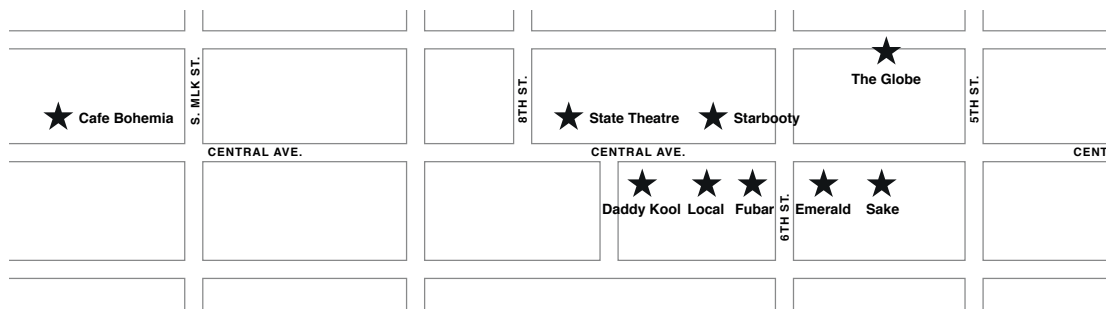 The Globe
S. MLK ST.
8TH ST.
5TH ST.
Cafe Bohemia
State Theatre
Starbooty
CENTRAL AVE.
CENTRAL AVE.
CENT
Daddy Kool
Local
Fubar
6TH ST.
Emerald
Sake